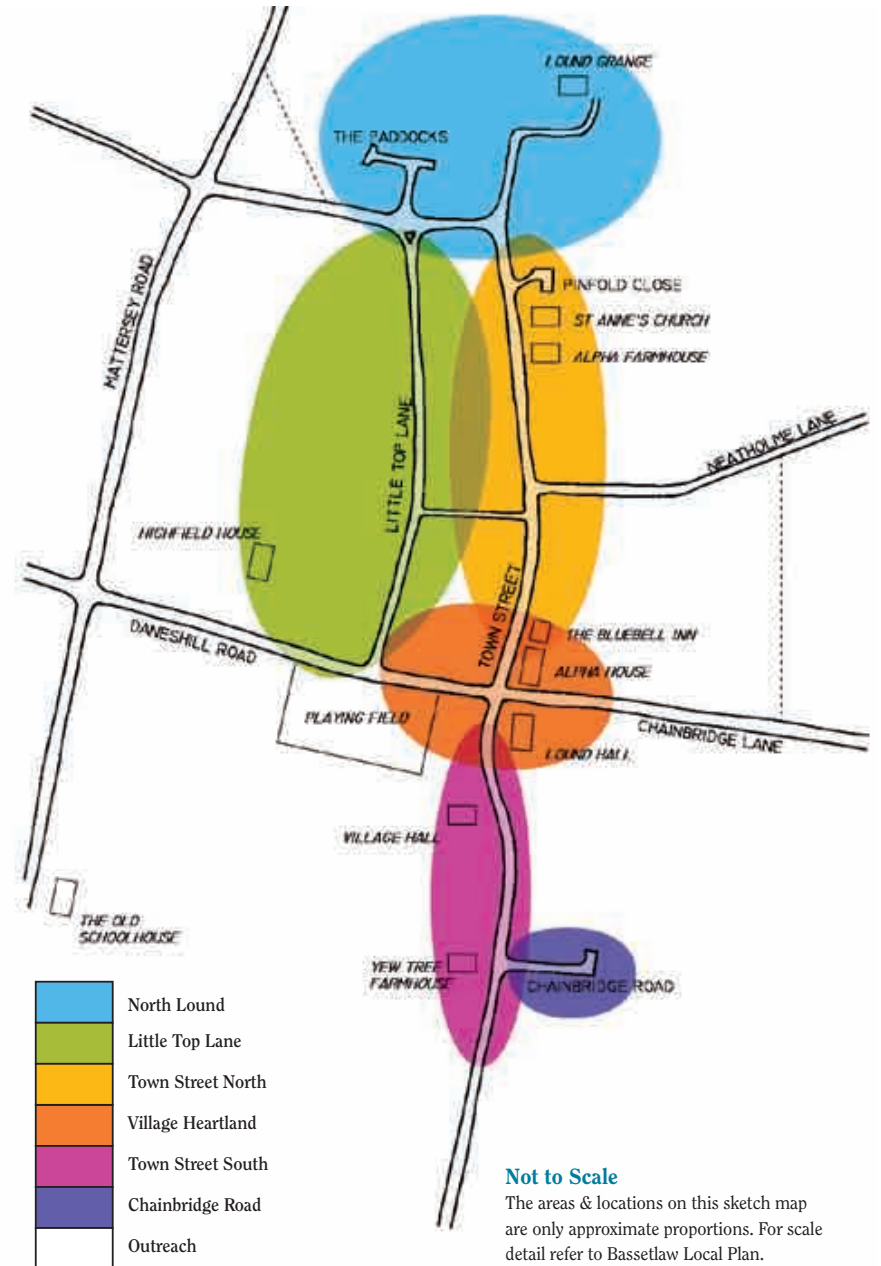 LOUND GRANGE
THE PADDOCKS
PINFOLD CLOSE
ST ANNE'S CHURCH
ALPHA FARMHOUSE
MATTERSEY ROAD
LITTLE TOP LANE
NEATHOLME LANE
HIGHFIELD HOUSE
TOWN STREET
DANESHILL ROAD
THE BLUEBELL INN
ALPHA HOUSE
PLAYING FIELD
CHAINBRIDGE LANE
LOUND HALL
VILLAGE HALL
THE OLD
SCHOOLHOUSE
YEW TREE
FARMHOUSE
CHAINBRIDGE ROAD
North Lound
Little Top Lane
Town Street North
Village Heartland
Town Street South
Chainbridge Road
Outreach
Not to Scale
The areas & locations on this sketch map
are only approximate proportions. For scale
detail refer to Bassetlaw Local Plan.